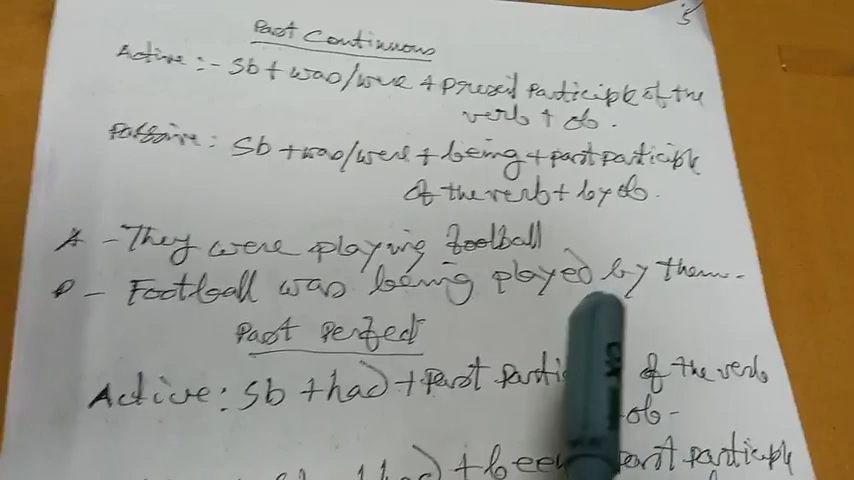 5
Past Continuous
Active :- Sb + was/were + present participle of the
verb + ob.
Passive : Sb + was/were + being + past participle
of the verb + by ob.
A - They were playing football
P - Football was being played by them.
Past Perfect
Active : Sb + had + past parti of the verb
ob -
had + been past participle